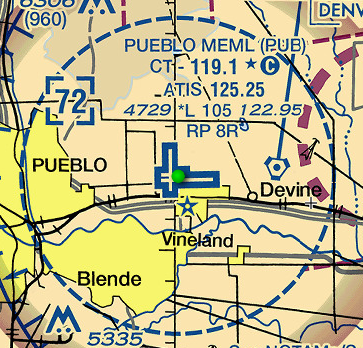 (960)
DENV
PUEBLO MEML (PUB)
CT - 119.1 ★ C
ATIS 125.25
4729 *L 105 122.95
RP 8R
72
PUEBLO
Devine
Vineland
Blende
5335